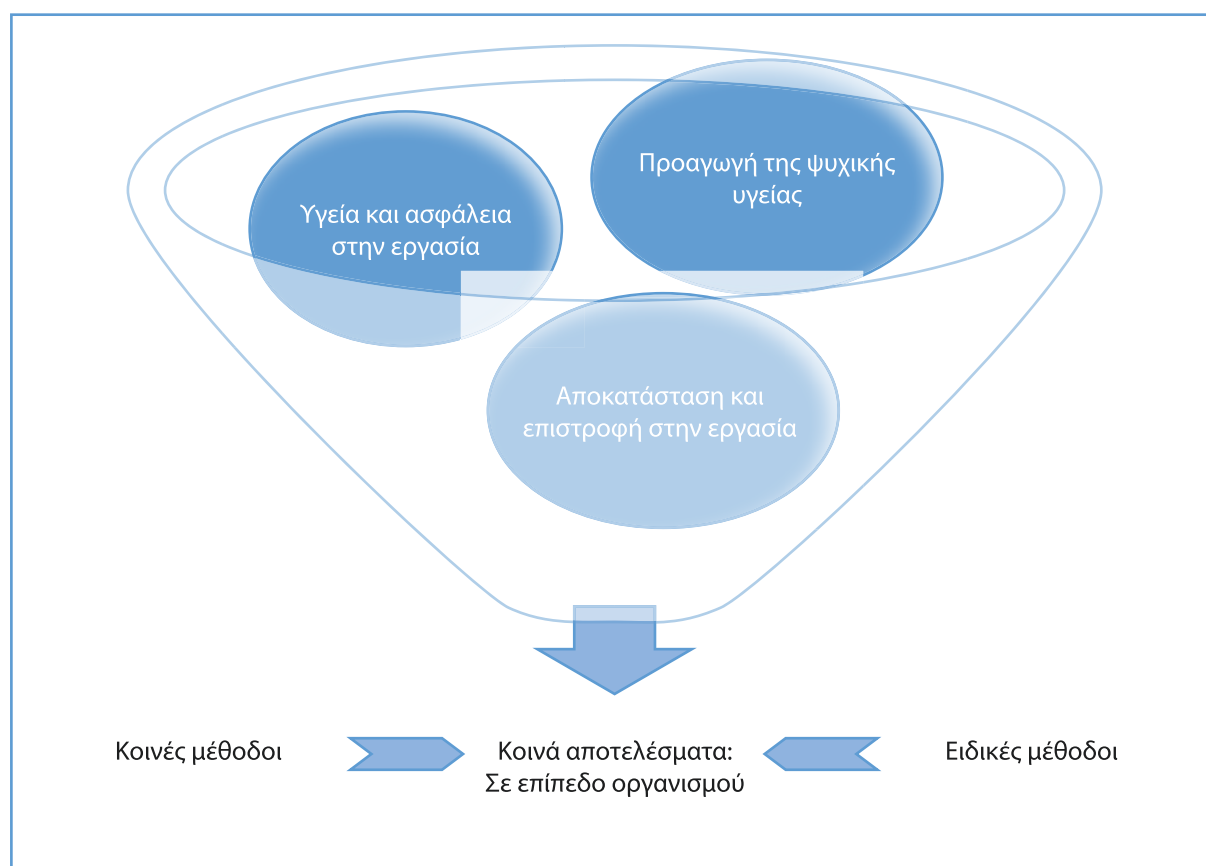 Προαγωγή της ψυχικής
υγείας
Υγεία και ασφάλεια
στην εργασία
Αποκατάσταση και
επιστροφή στην εργασία
Κοινές μέθοδοι
Κοινά αποτελέσματα:
Σε επίπεδο οργανισμού
Ειδικές μέθοδοι